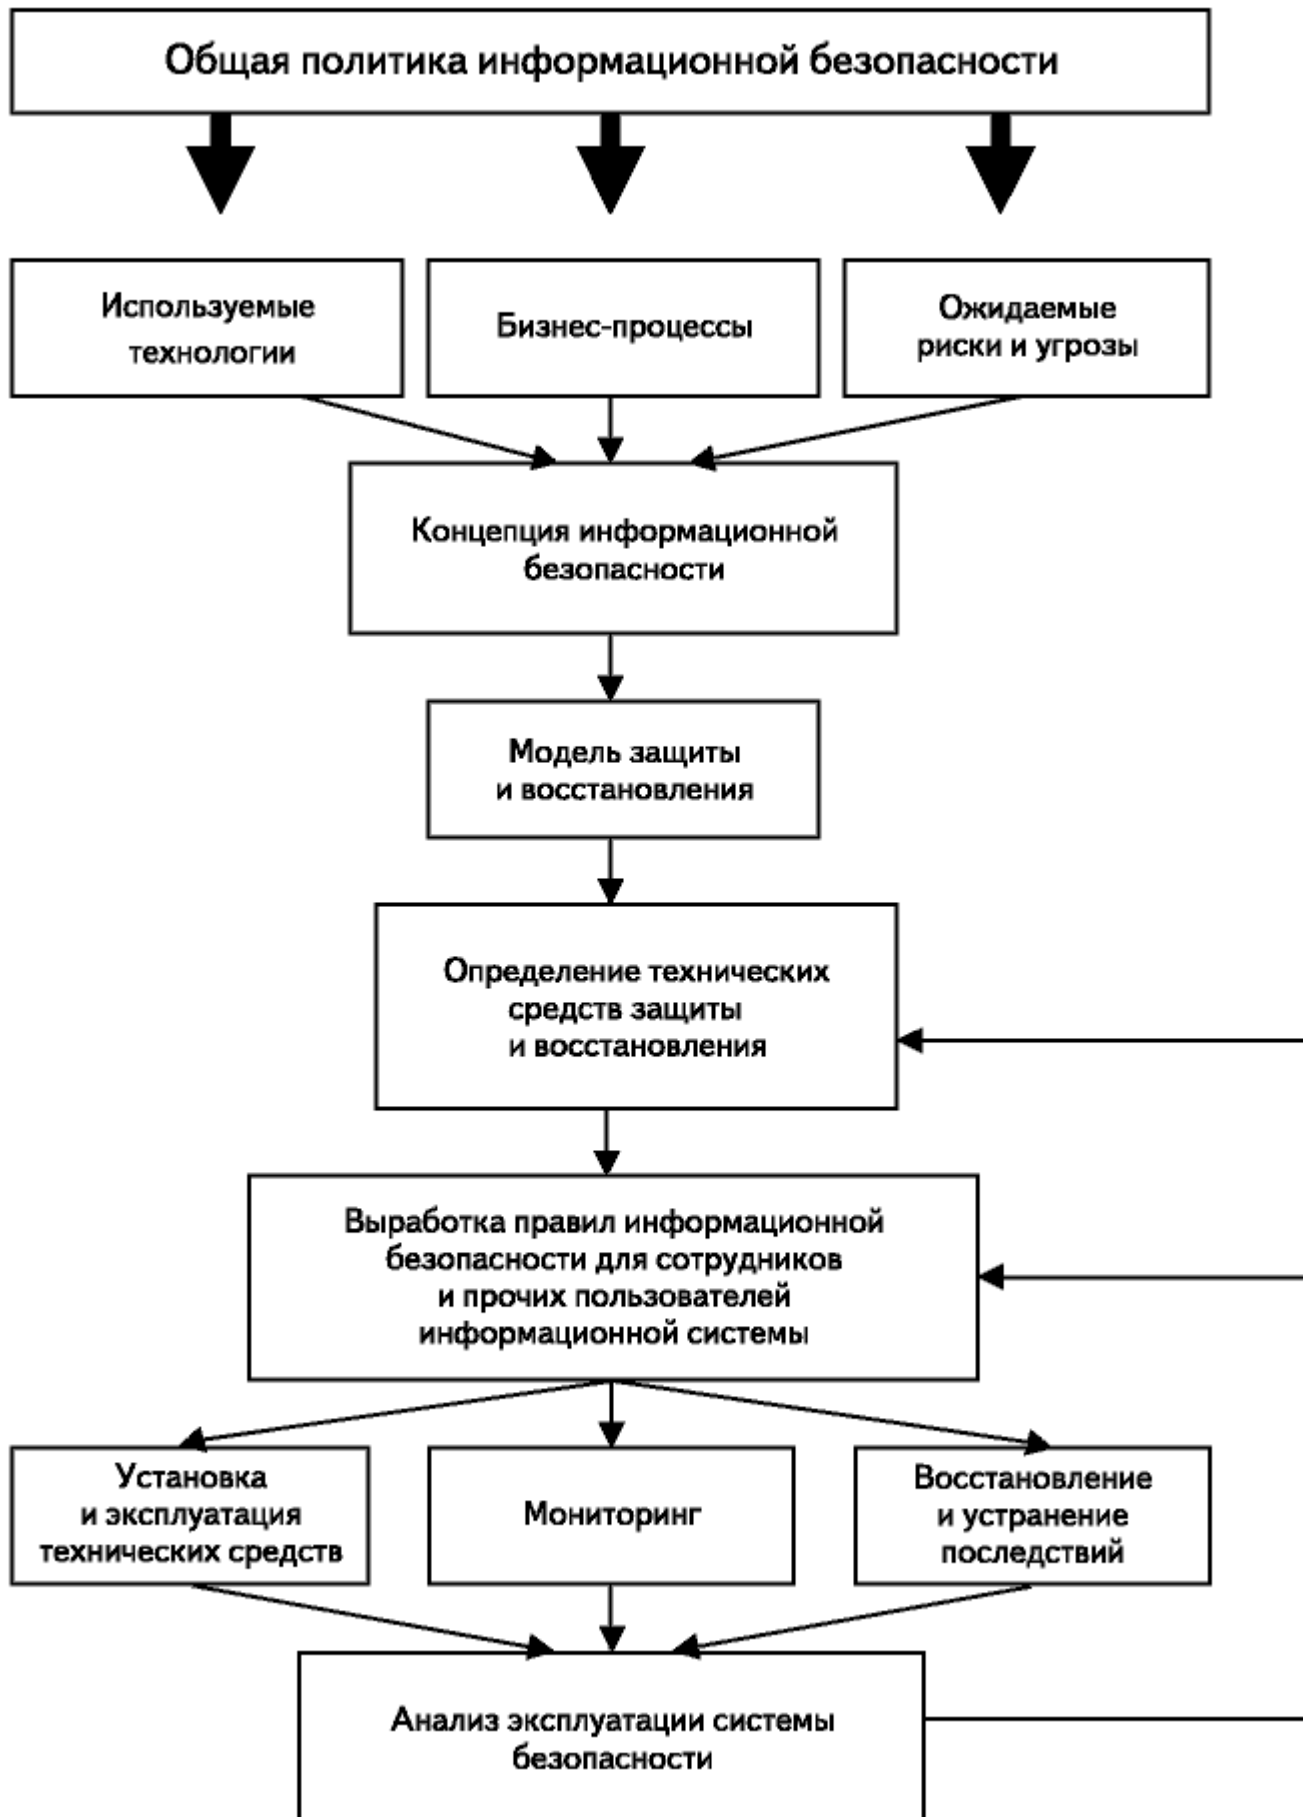 Общая политика информационной безопасности
Используемые
технологии
Бизнес-процессы
Ожидаемые
риски и угрозы
Концепция информационной
безопасности
Модель защиты
и восстановления
Определение технических
средств защиты
и восстановления
Выработка правил информационной
безопасности для сотрудников
и прочих пользователей
информационной системы
Установка
и эксплуатация
технических средств
Мониторинг
Восстановление
и устранение
последствий
Анализ эксплуатации системы
безопасности